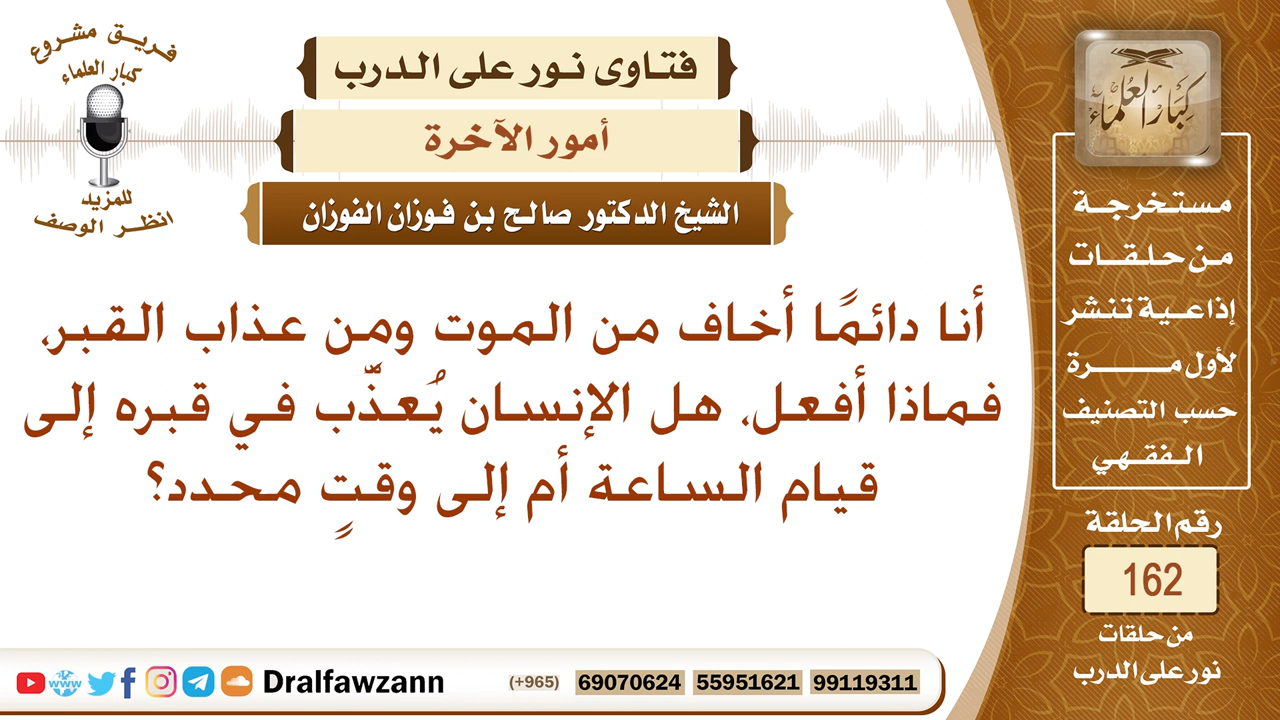 فريق مشروع
كبار العلماء
للمزيد
انظر الوصف
فتاوى نور على الدرب
أمور الآخرة
الشيخ الدكتور صالح بن فوزان الفوزان
أنا دائمًا أخاف من الموت ومن عذاب القبر،
فماذا أفعل، هل الإنسان يُعذّب في قبره إلى
قيام الساعة أم إلى وقتٍ محدد؟
كبار العلماء
مستخرجة
من حلقات
إذاعية تنشر
لأول مرة
حسب التصنيف
الفقهي
رقم الحلقة
162
من حلقات
نور على الدرب
www
Dralfawzann (+965) 69070624 55951621 99119311